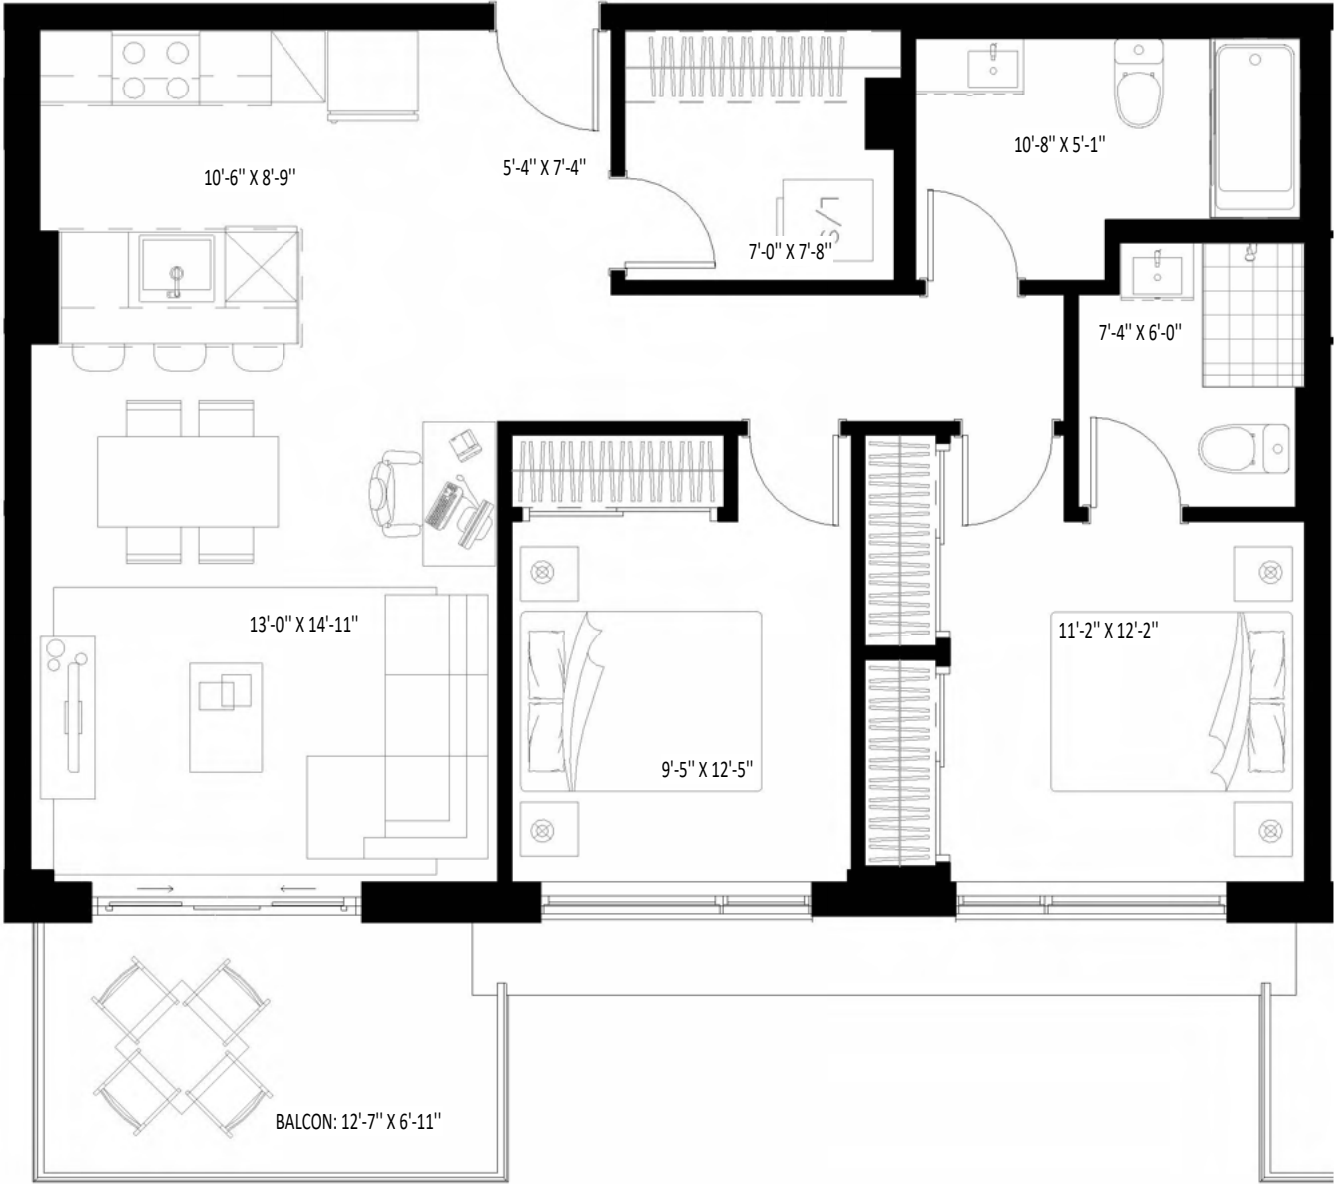 10'-8" X 5'-1"
5'-4" X 7'-4"
10'-6" X 8'-9"
L/S
7'-0" X 7'-8"
7'-4" X 6'-0"
13'-0" X 14'-11"
11'-2" X 12'-2"
9'-5" X 12'-5"
BALCON: 12'-7" X 6'-11"